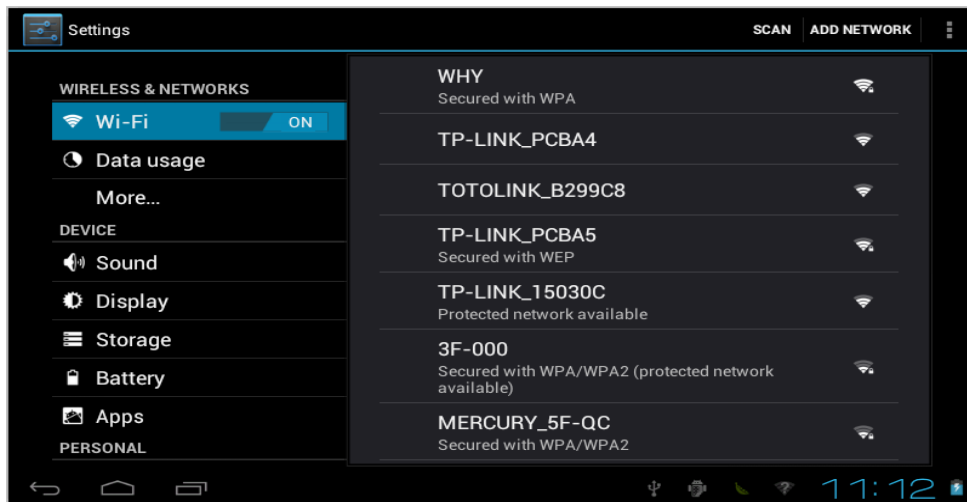 Settings
SCAN
ADD NETWORK
WIRELESS & NETWORKS
Wi-Fi
ON
Data usage
More...
DEVICE
Sound
Display
Storage
Battery
Apps
PERSONAL
WHY
Secured with WPA
TP-LINK_PCBA4
TOTOLINK_B299C8
TP-LINK_PCBA5
Secured with WEP
TP-LINK_15030C
Protected network available
3F-000
Secured with WPA/WPA2 (protected network
available)
MERCURY_5F-QC
Secured with WPA/WPA2
11:12